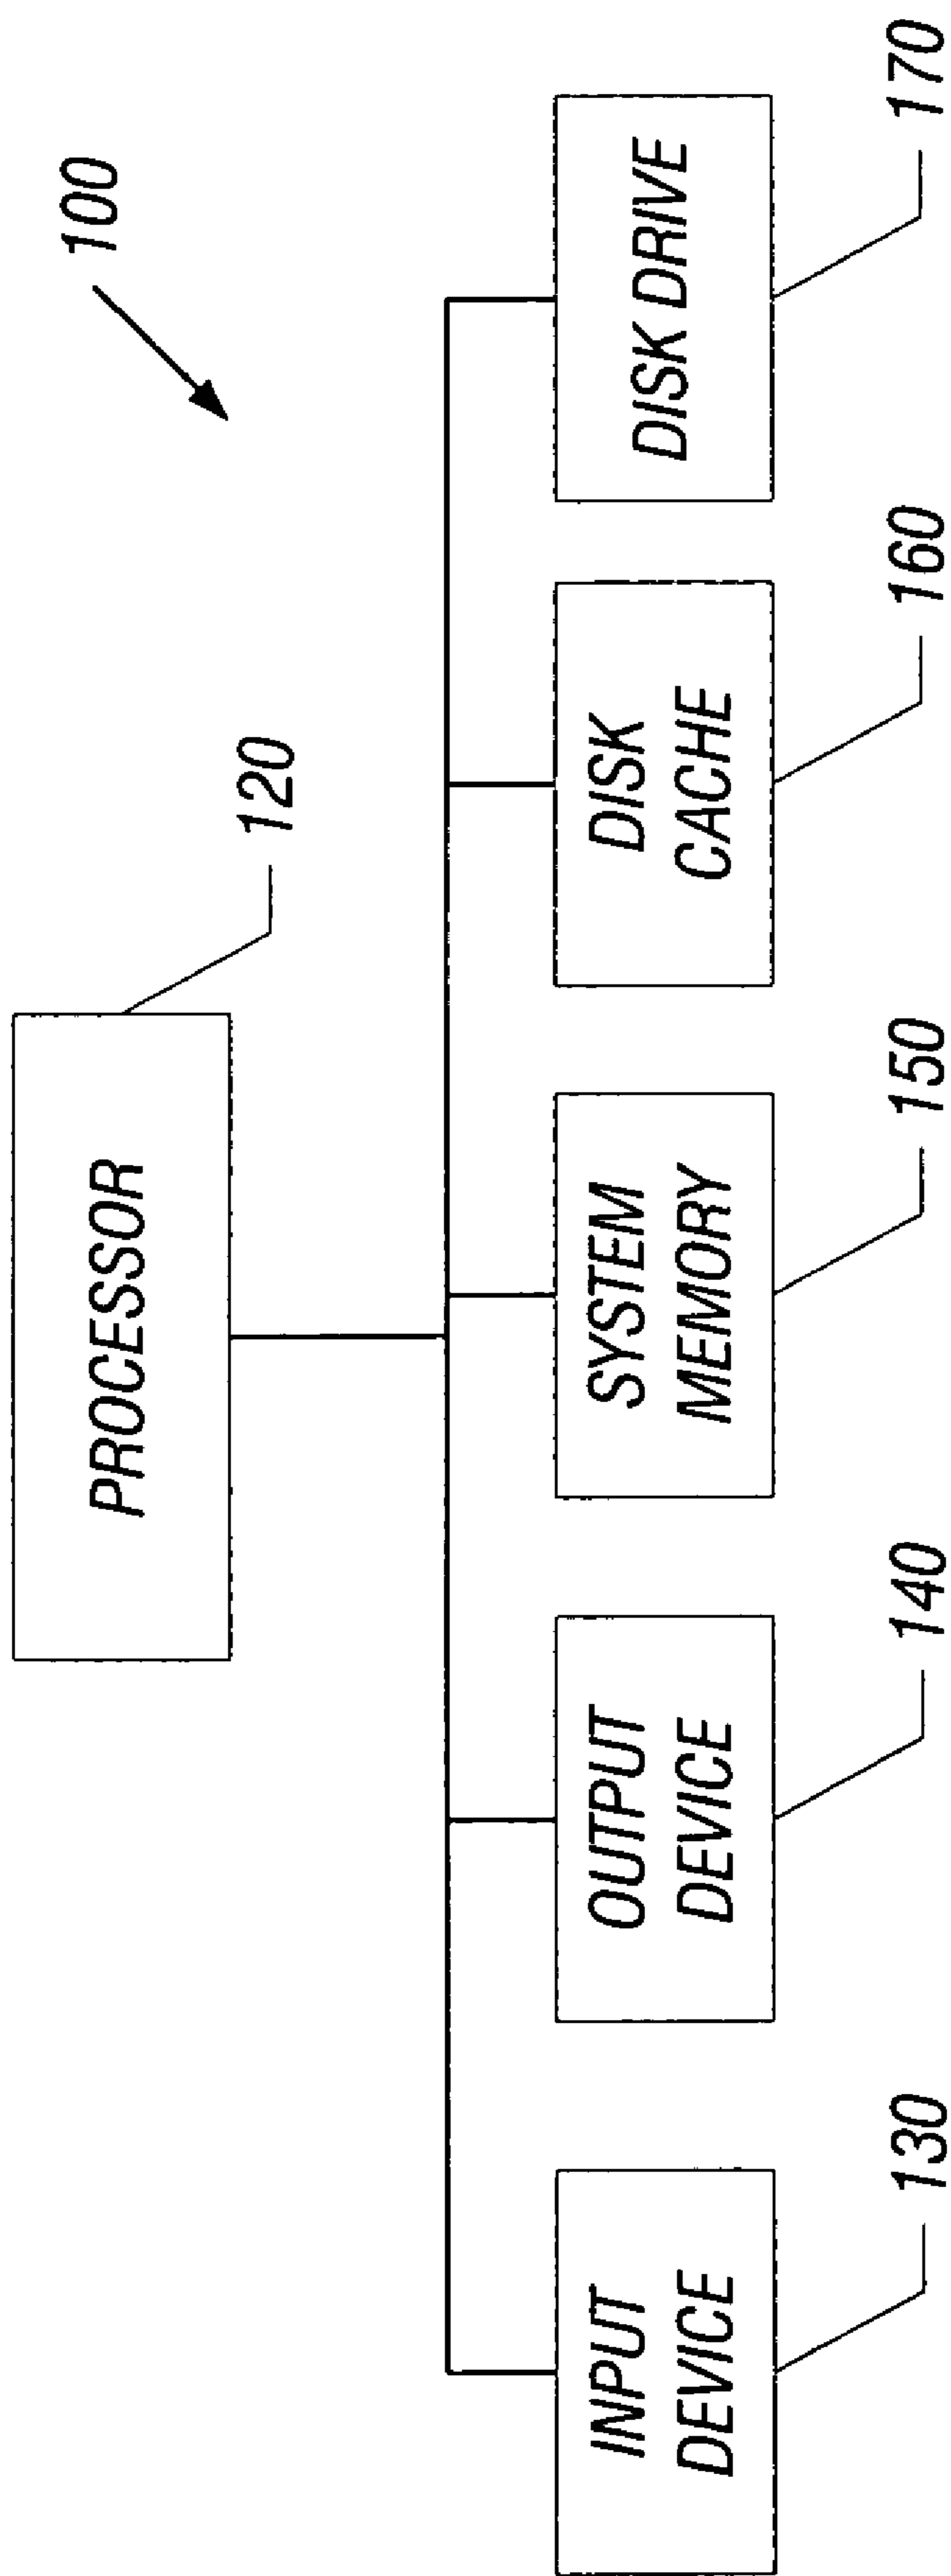 100
PROCESSOR
120
INPUT
DEVICE
130
OUTPUT
DEVICE
140
SYSTEM
MEMORY
150
DISK
CACHE
160
DISK DRIVE
170